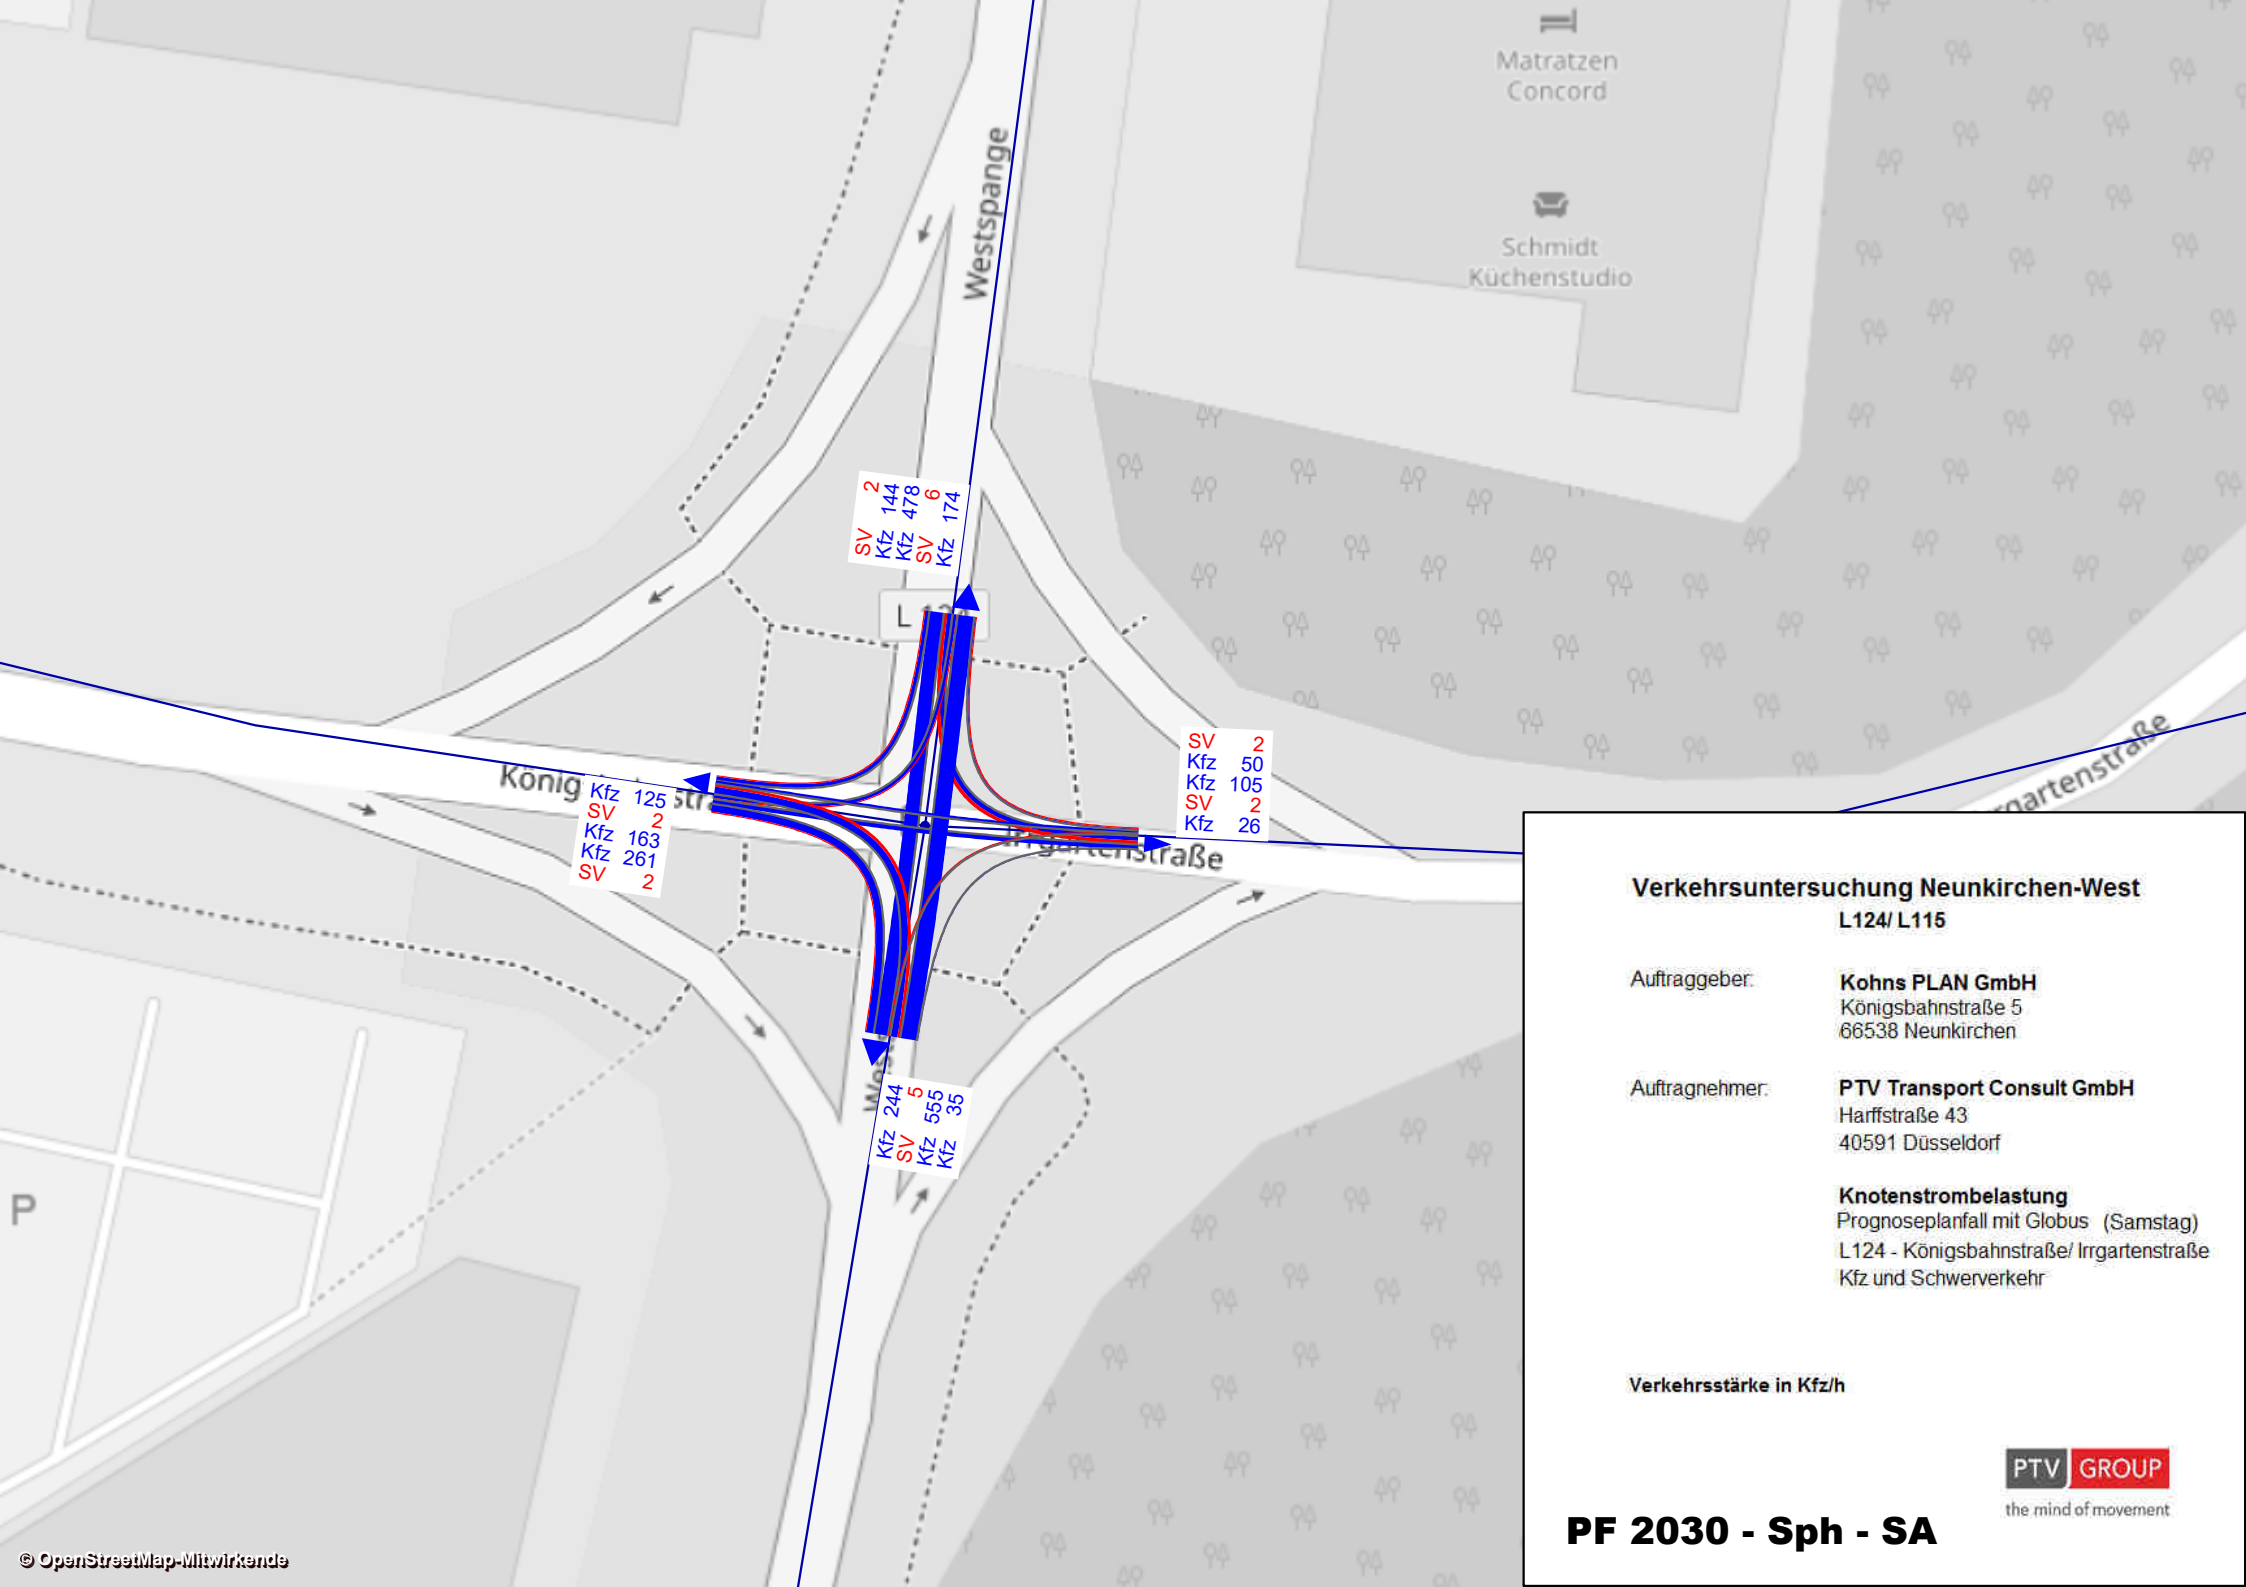 Matratzen
Concord
Westspange
Schmidt
Küchenstudio
SV 2
Kfz 144
Kfz 478
SV 6
Kfz 174
L 124
SV 2
Kfz 50
Kfz 105
SV 2
Kfz 26
König
Kfz 125
SV 2
Kfz 163
Kfz 261
SV 2
Irrgartenstraße
rgartenstraße
Kfz 244
SV 5
Kfz 555
Kfz 35
P
Verkehrsuntersuchung Neunkirchen-West
L124/ L115
Auftraggeber: Kohns PLAN GmbH
Königsbahnstraße 5
66538 Neunkirchen
Auftragnehmer: PTV Transport Consult GmbH
Harffstraße 43
40591 Düsseldorf
Knotenstrombelastung
Prognoseplanfall mit Globus (Samstag)
L124 - Königsbahnstraße/ Irrgartenstraße
Kfz und Schwerverkehr
Verkehrsstärke in Kfz/h
PTV GROUP
the mind of movement
PF 2030 - Sph - SA
© OpenStreetMap-Mitwirkende